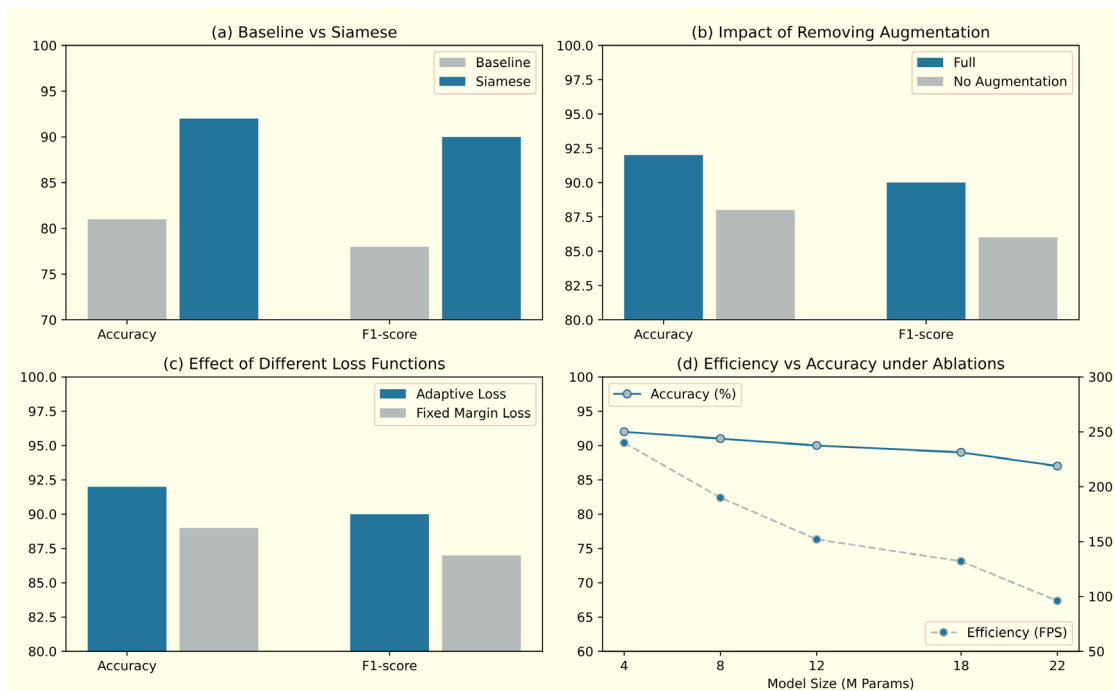 (a) Baseline vs Siamese
100
95
90
85
80
75
70
Baseline
Siamese
Accuracy
F1-score
(b) Impact of Removing Augmentation
100.0
97.5
95.0
92.5
90.0
87.5
85.0
82.5
80.0
Full
No Augmentation
Accuracy
F1-score
(c) Effect of Different Loss Functions
100.0
97.5
95.0
92.5
90.0
87.5
85.0
82.5
80.0
Adaptive Loss
Fixed Margin Loss
Accuracy
F1-score
(d) Efficiency vs Accuracy under Ablations
100
95
90
85
80
75
70
65
60
Accuracy (%)
300
250
200
150
100
50
Efficiency (FPS)
4
8
12
18
22
Model Size (M Params)